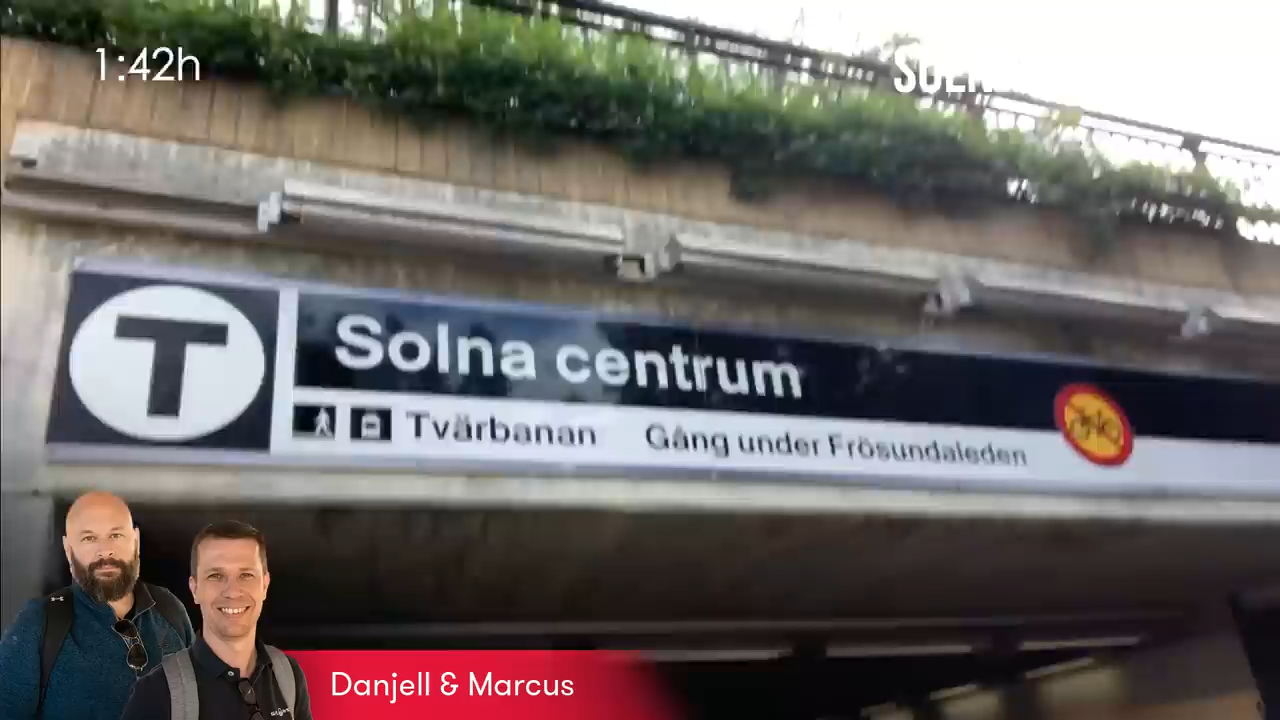 1:42h
T Solna centrum
Tvärbanan Gång under Frösundaleden
Danjell & Marcus